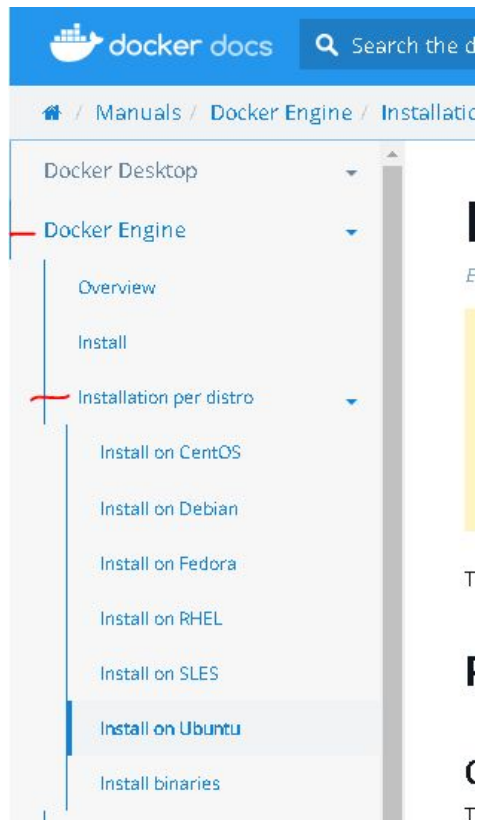 docker docs Search the d
/ Manuals / Docker Engine / Installatic
Docker Desktop
Docker Engine
Overview
Install
Installation per distro
Install on CentOS
Install on Debian
Install on Fedora
Install on RHEL
Install on SLES
Install on Ubuntu
Install binaries